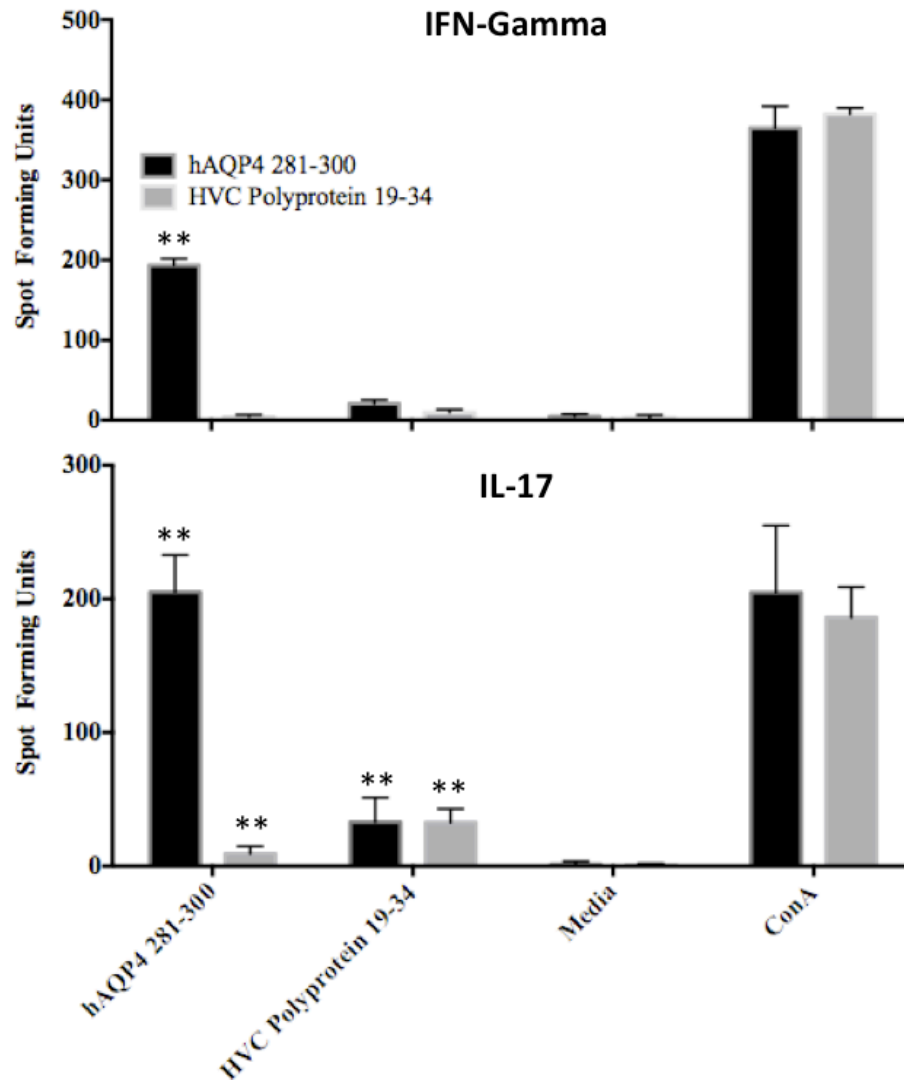 IFN-Gamma
500
400
300
200
100
0
Spot Forming Units
hAQP4 281-300
HVC Polyprotein 19-34
**
IL-17
300
200
100
0
Spot Forming Units
**
**
**
**
hAQP4 281-300
HVC Polyprotein 19-34
Media
ConA